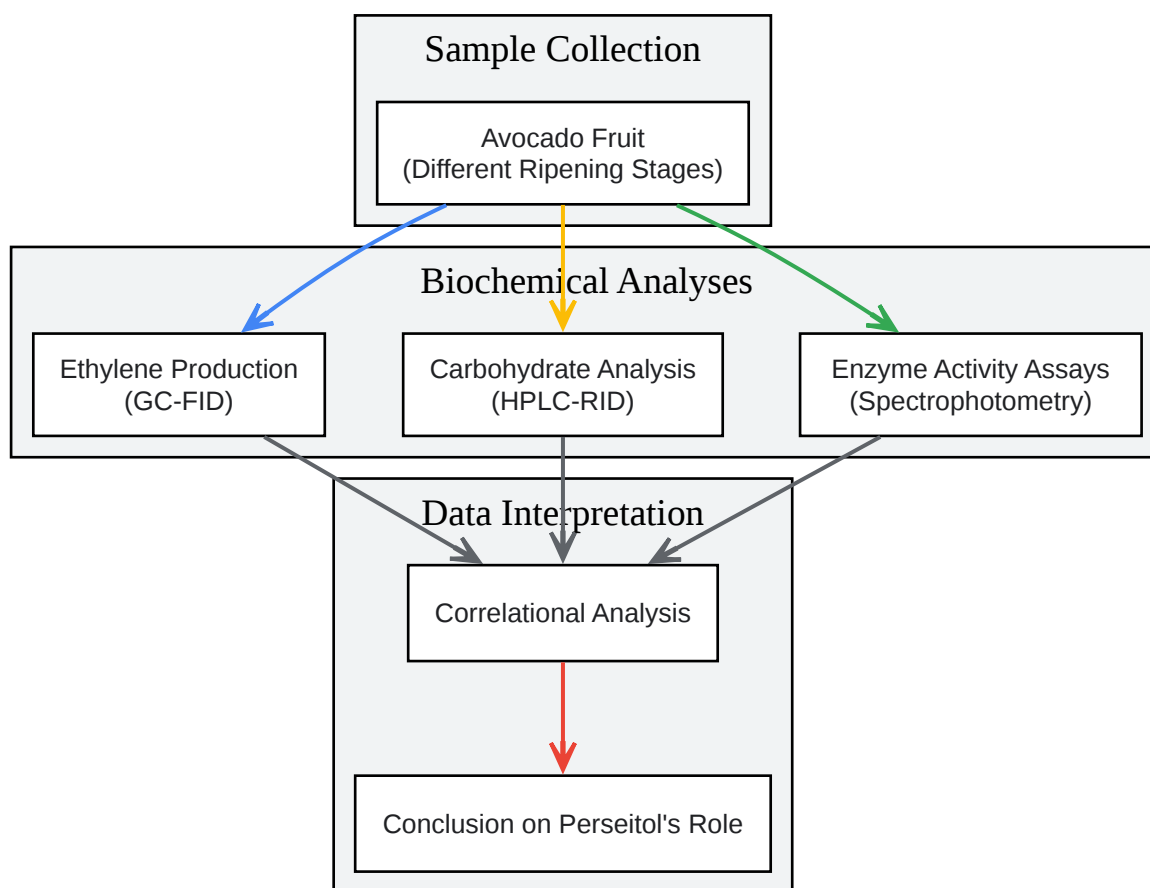 Sample Collection
Avocado Fruit
(Different Ripening Stages)
Biochemical Analyses
Ethylene Production
(GC-FID)
Carbohydrate Analysis
(HPLC-RID)
Enzyme Activity Assays
(Spectrophotometry)
Data Interpretation
Correlational Analysis
Conclusion on Perseitol's Role